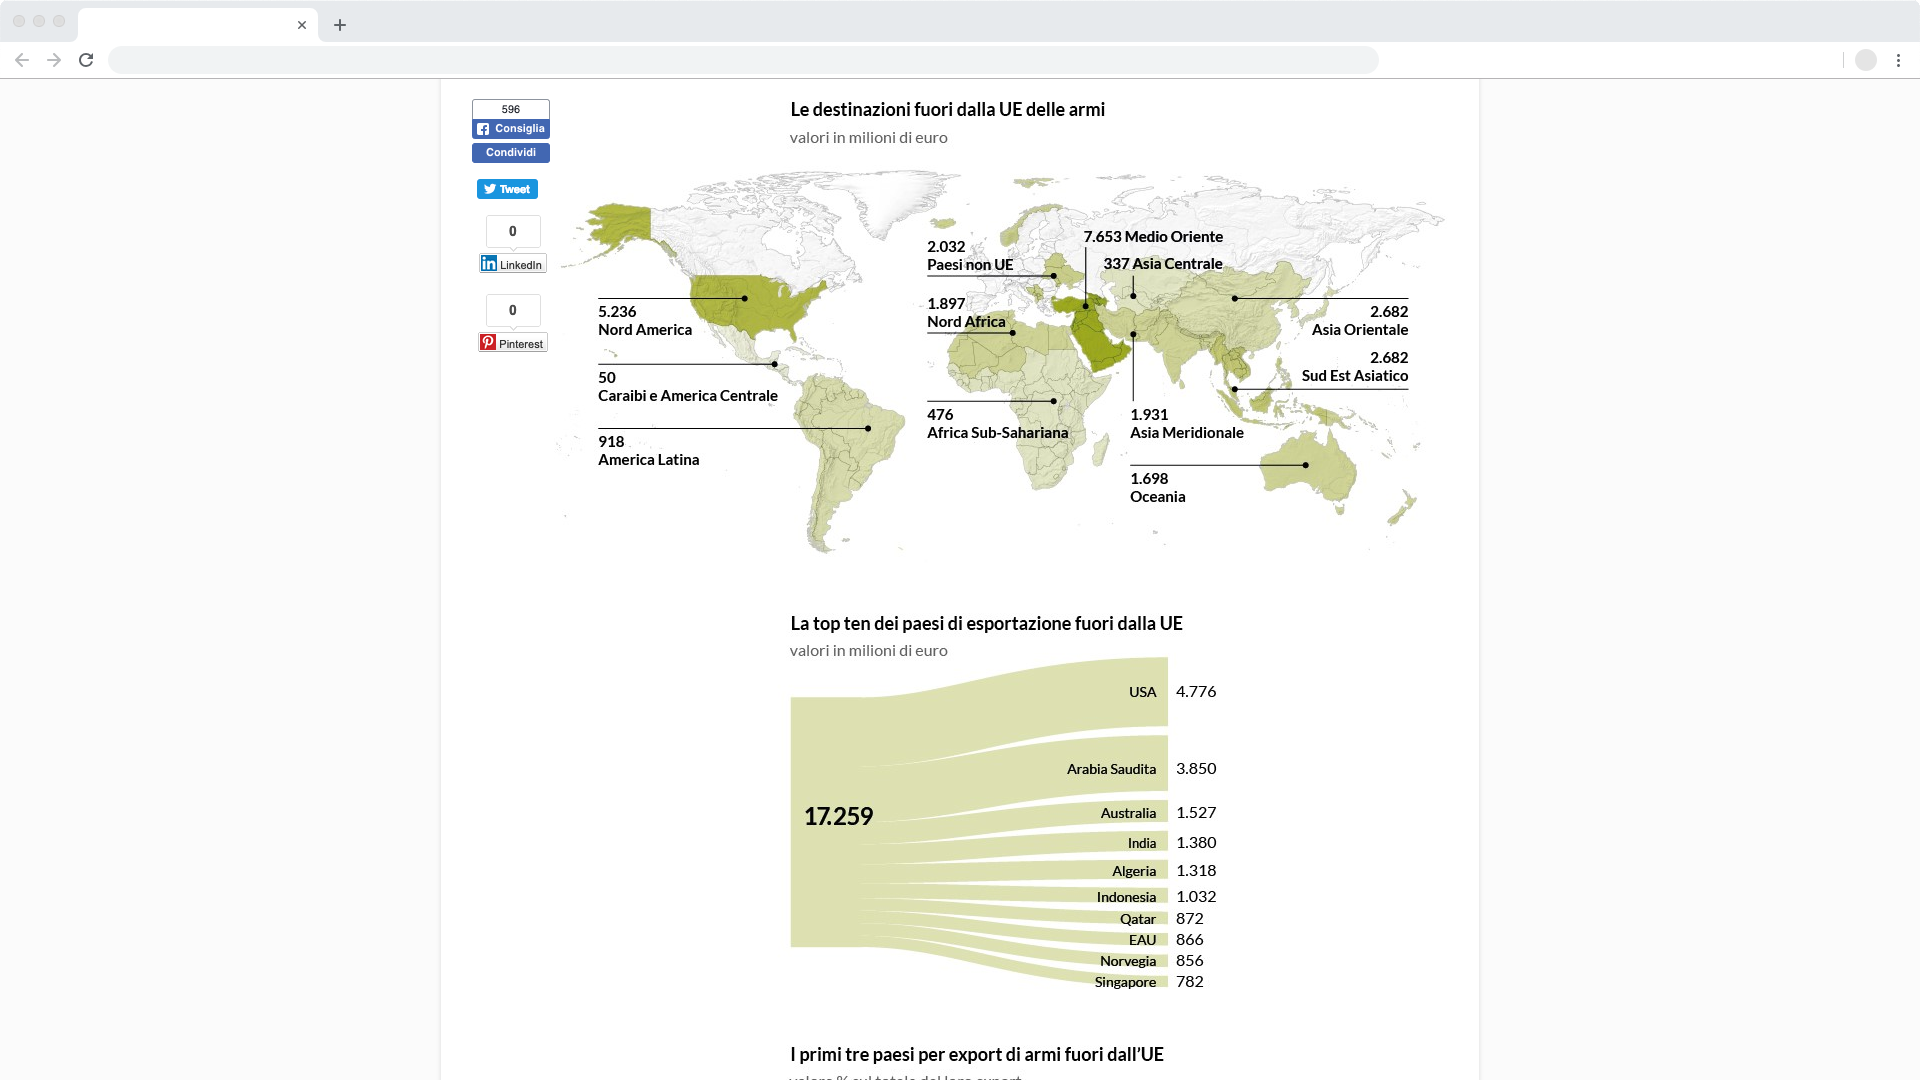 596
Consiglia
Condividi
Tweet
0
LinkedIn
0
Pinterest
Le destinazioni fuori dalla UE delle armi
valori in milioni di euro
5.236
Nord America
50
Caraibi e America Centrale
918
America Latina
2.032
Paesi non UE
1.897
Nord Africa
476
Africa Sub-Sahariana
7.653 Medio Oriente
337 Asia Centrale
2.682
Asia Orientale
2.682
Sud Est Asiatico
1.931
Asia Meridionale
1.698
Oceania
La top ten dei paesi di esportazione fuori dalla UE
valori in milioni di euro
17.259
USA 4.776
Arabia Saudita 3.850
Australia 1.527
India 1.380
Algeria 1.318
Indonesia 1.032
Qatar 872
EAU 866
Norvegia 856
Singapore 782
I primi tre paesi per export di armi fuori dall'UE